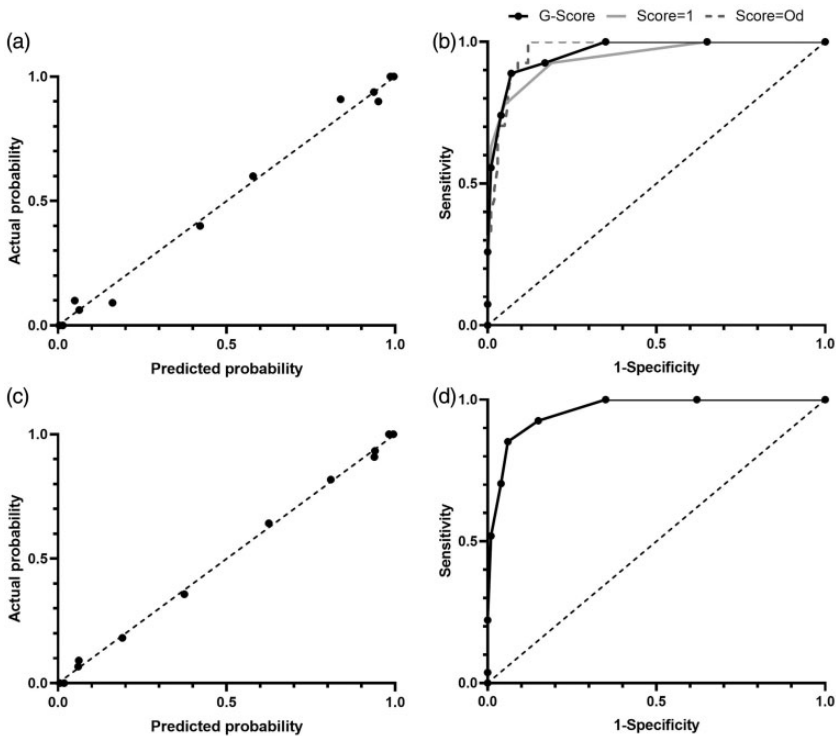 G-Score Score=1 Score=Od
(a)
1.0
0.5
0.0
Actual probability
0.0 0.5 1.0
Predicted probability
(b)
1.0
0.5
0.0
Sensitivity
0.0 0.5 1.0
1-Specificity
(c)
1.0
0.5
0.0
Actual probability
0.0 0.5 1.0
Predicted probability
(d)
1.0
0.5
0.0
Sensitivity
0.0 0.5 1.0
1-Specificity